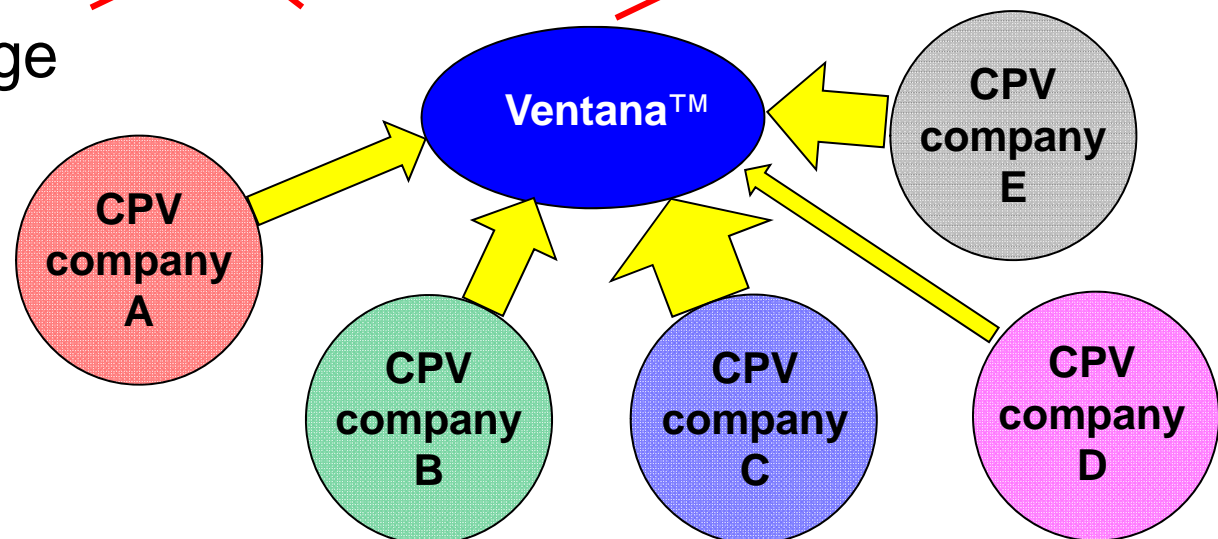 ge
Ventana™
CPV
company
E
CPV
company
A
CPV
company
B
CPV
company
C
CPV
company
D